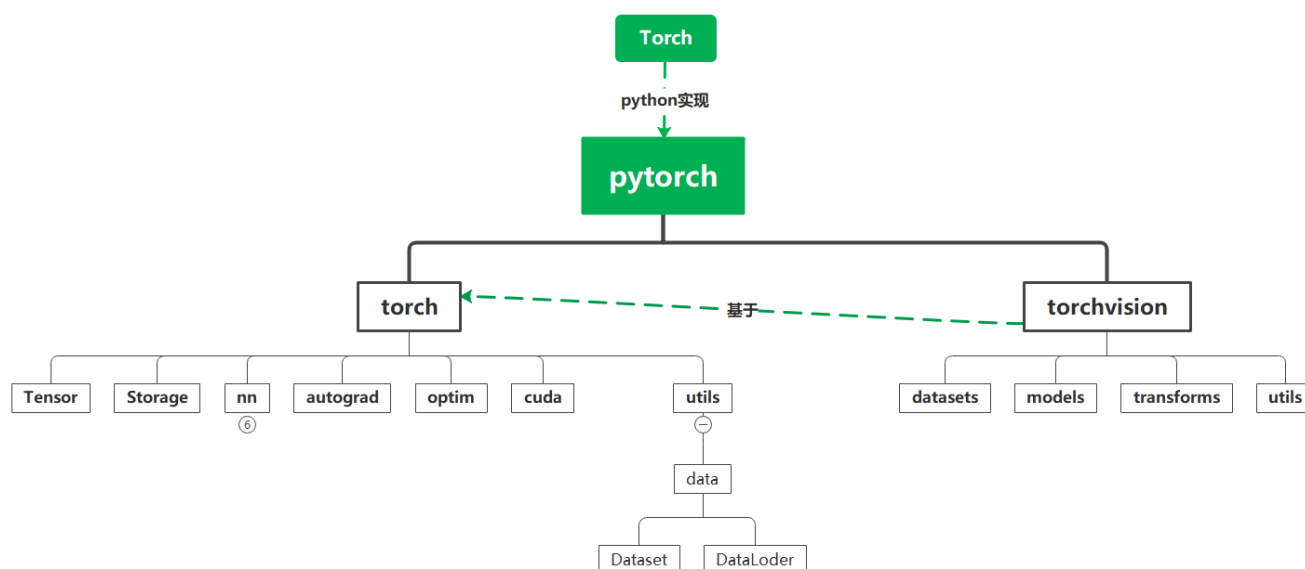 Torch
python实现
pytorch
torch
基于
torchvision
Tensor
Storage
nn
autograd
optim
cuda
utils
datasets
models
transforms
utils
6
data
Dataset
DataLoder